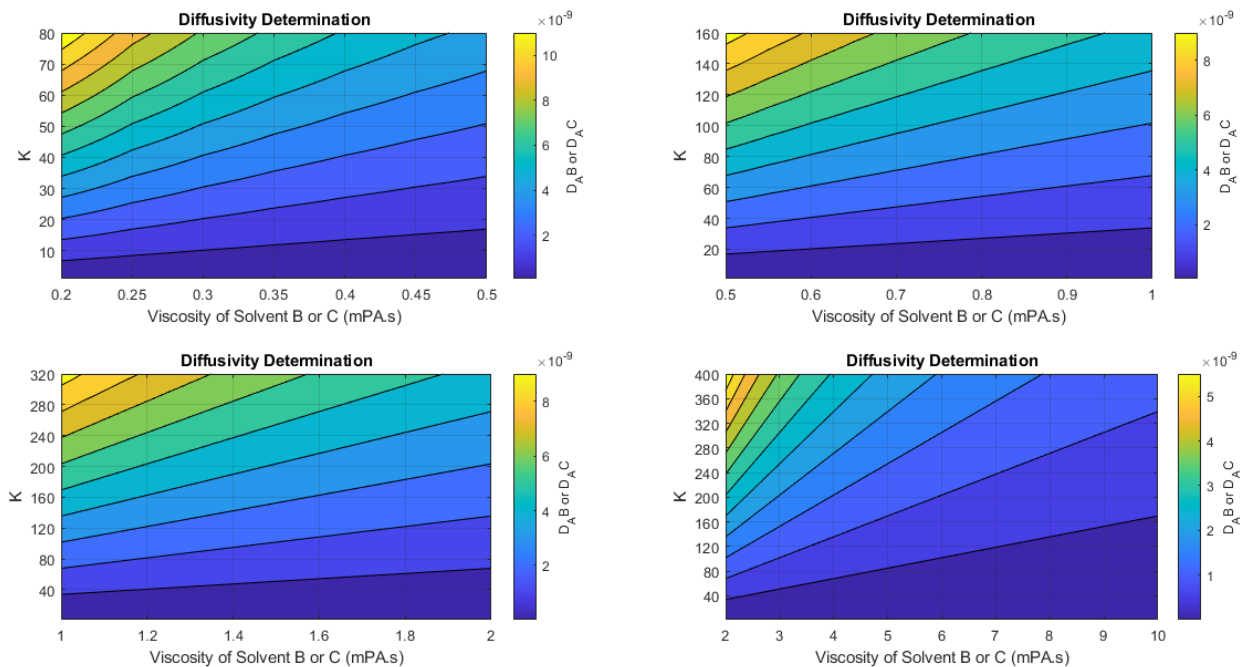 Diffusivity Determination
×10⁻⁹
80
70
60
50
40
30
20
10
K
0.2 0.25 0.3 0.35 0.4 0.45 0.5
Viscosity of Solvent B or C (mPA.s)
10
8
6
4
2
D_A B or D_A C
Diffusivity Determination
×10⁻⁹
160
140
120
100
80
60
40
20
K
0.5 0.6 0.7 0.8 0.9 1
Viscosity of Solvent B or C (mPA.s)
8
6
4
2
D_A B or D_A C
Diffusivity Determination
×10⁻⁹
320
280
240
200
160
120
80
40
K
1 1.2 1.4 1.6 1.8 2
Viscosity of Solvent B or C (mPA.s)
8
6
4
2
D_A B or D_A C
Diffusivity Determination
×10⁻⁹
400
360
320
280
240
200
160
120
80
40
K
2 3 4 5 6 7 8 9 10
Viscosity of Solvent B or C (mPA.s)
5
4
3
2
1
D_A B or D_A C